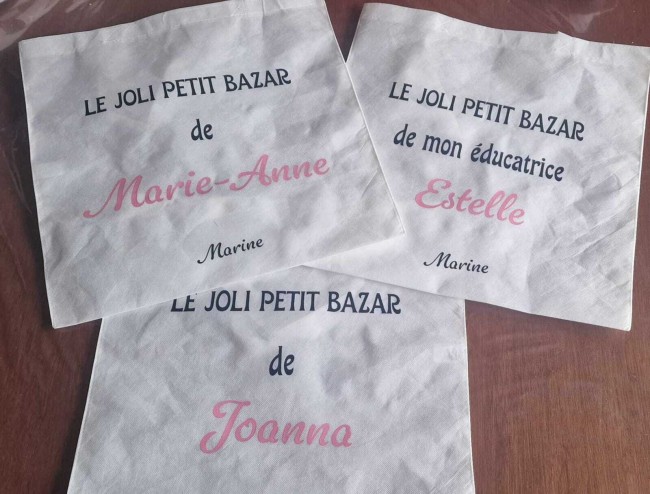 LE JOLI PETIT BAZAR
de
Marie-Anne
Marine
LE JOLI PETIT BAZAR
de mon éducatrice
Estelle
Marine
LE JOLI PETIT BAZAR
de
Joanna